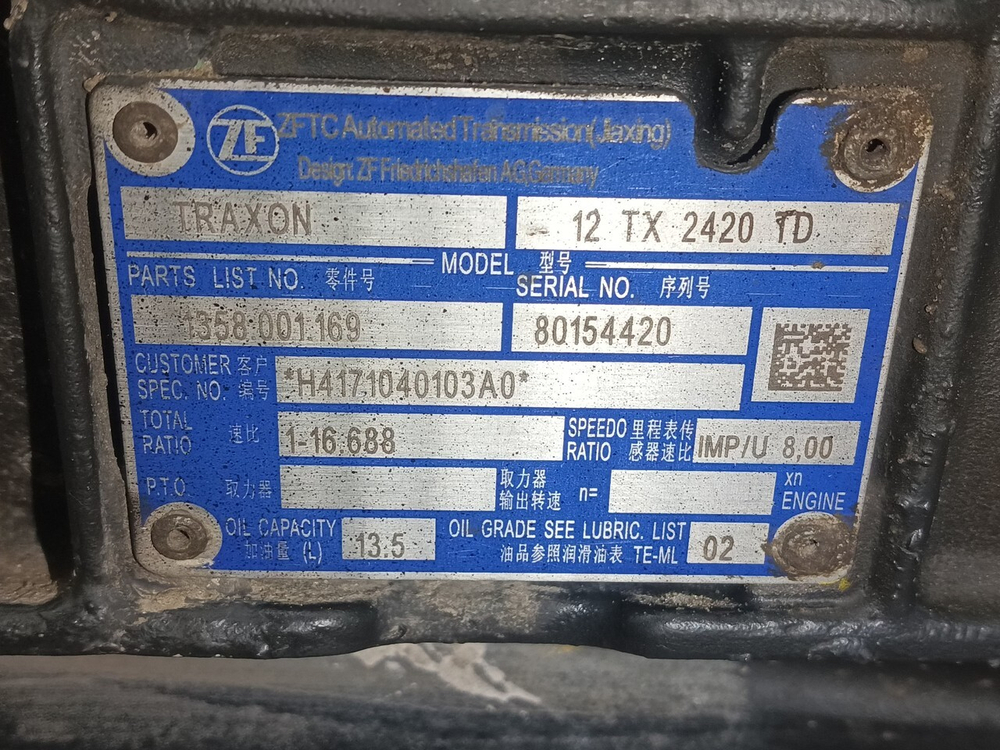 ZF ZFTC Automated Transmission(Jiaxing)
Design: ZF Friedrichshafen AG, Germany
TRAXON 12 TX 2420 TD
MODEL 型号
PARTS LIST NO. 零件号 SERIAL NO. 序列号
1358.001.169 80154420
CUSTOMER 客户
SPEC. NO. 编号 *H4171040103A0*
TOTAL
RATIO 速比 1-16.688
SPEEDO 里程表传
RATIO 感器速比 IMP/U 8,00
P.T.O 取力器
取力器
输出转速 n= xn
ENGINE
OIL CAPACITY
加油量 (L) 13.5
OIL GRADE SEE LUBRIC. LIST
油品参照润滑油表 TE-ML 02